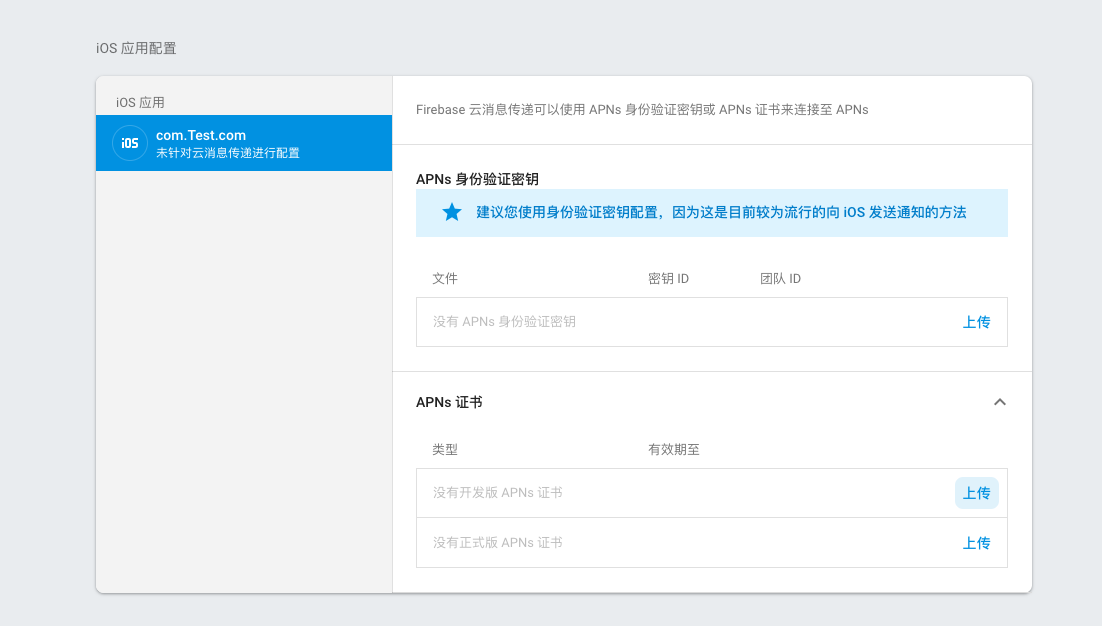 iOS 应用配置
iOS 应用
iOS
com.Test.com
未针对云消息传递进行配置
Firebase 云消息传递可以使用 APNs 身份验证密钥或 APNs 证书来连接至 APNs
APNs 身份验证密钥
建议您使用身份验证密钥配置，因为这是目前较为流行的向 iOS 发送通知的方法
文件 密钥 ID 团队 ID
没有 APNs 身份验证密钥 上传
APNs 证书
类型 有效期至
没有开发版 APNs 证书 上传
没有正式版 APNs 证书 上传